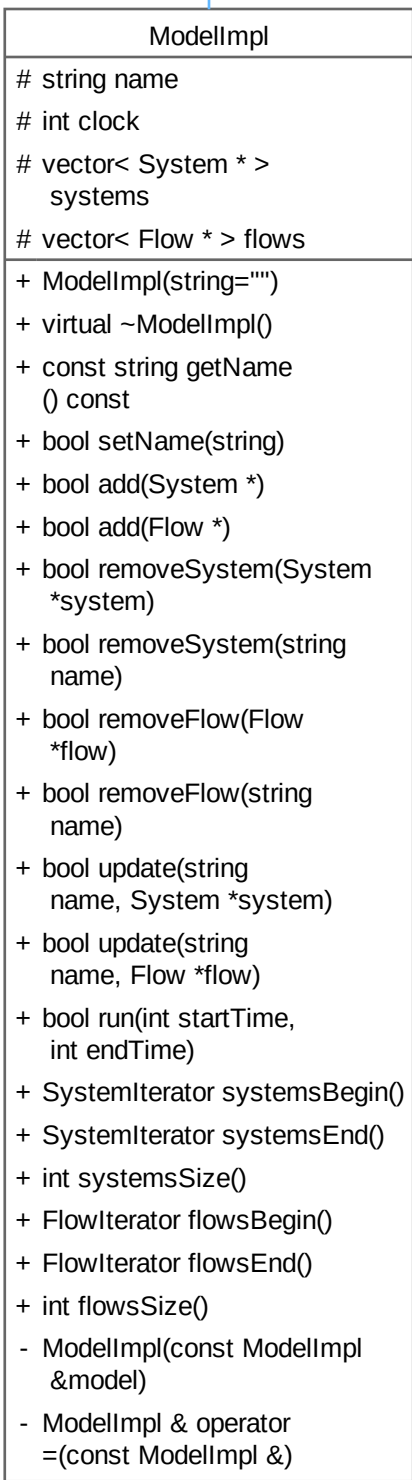 ModelImpl
# string name
# int clock
# vector< System * >
systems
# vector< Flow * > flows
+ ModelImpl(string="")
+ virtual ~ModelImpl()
+ const string getName
() const
+ bool setName(string)
+ bool add(System *)
+ bool add(Flow *)
+ bool removeSystem(System
*system)
+ bool removeSystem(string
name)
+ bool removeFlow(Flow
*flow)
+ bool removeFlow(string
name)
+ bool update(string
name, System *system)
+ bool update(string
name, Flow *flow)
+ bool run(int startTime,
int endTime)
+ SystemIterator systemsBegin()
+ SystemIterator systemsEnd()
+ int systemsSize()
+ FlowIterator flowsBegin()
+ FlowIterator flowsEnd()
+ int flowsSize()
- ModelImpl(const ModelImpl
&model)
- ModelImpl & operator
=(const ModelImpl &)